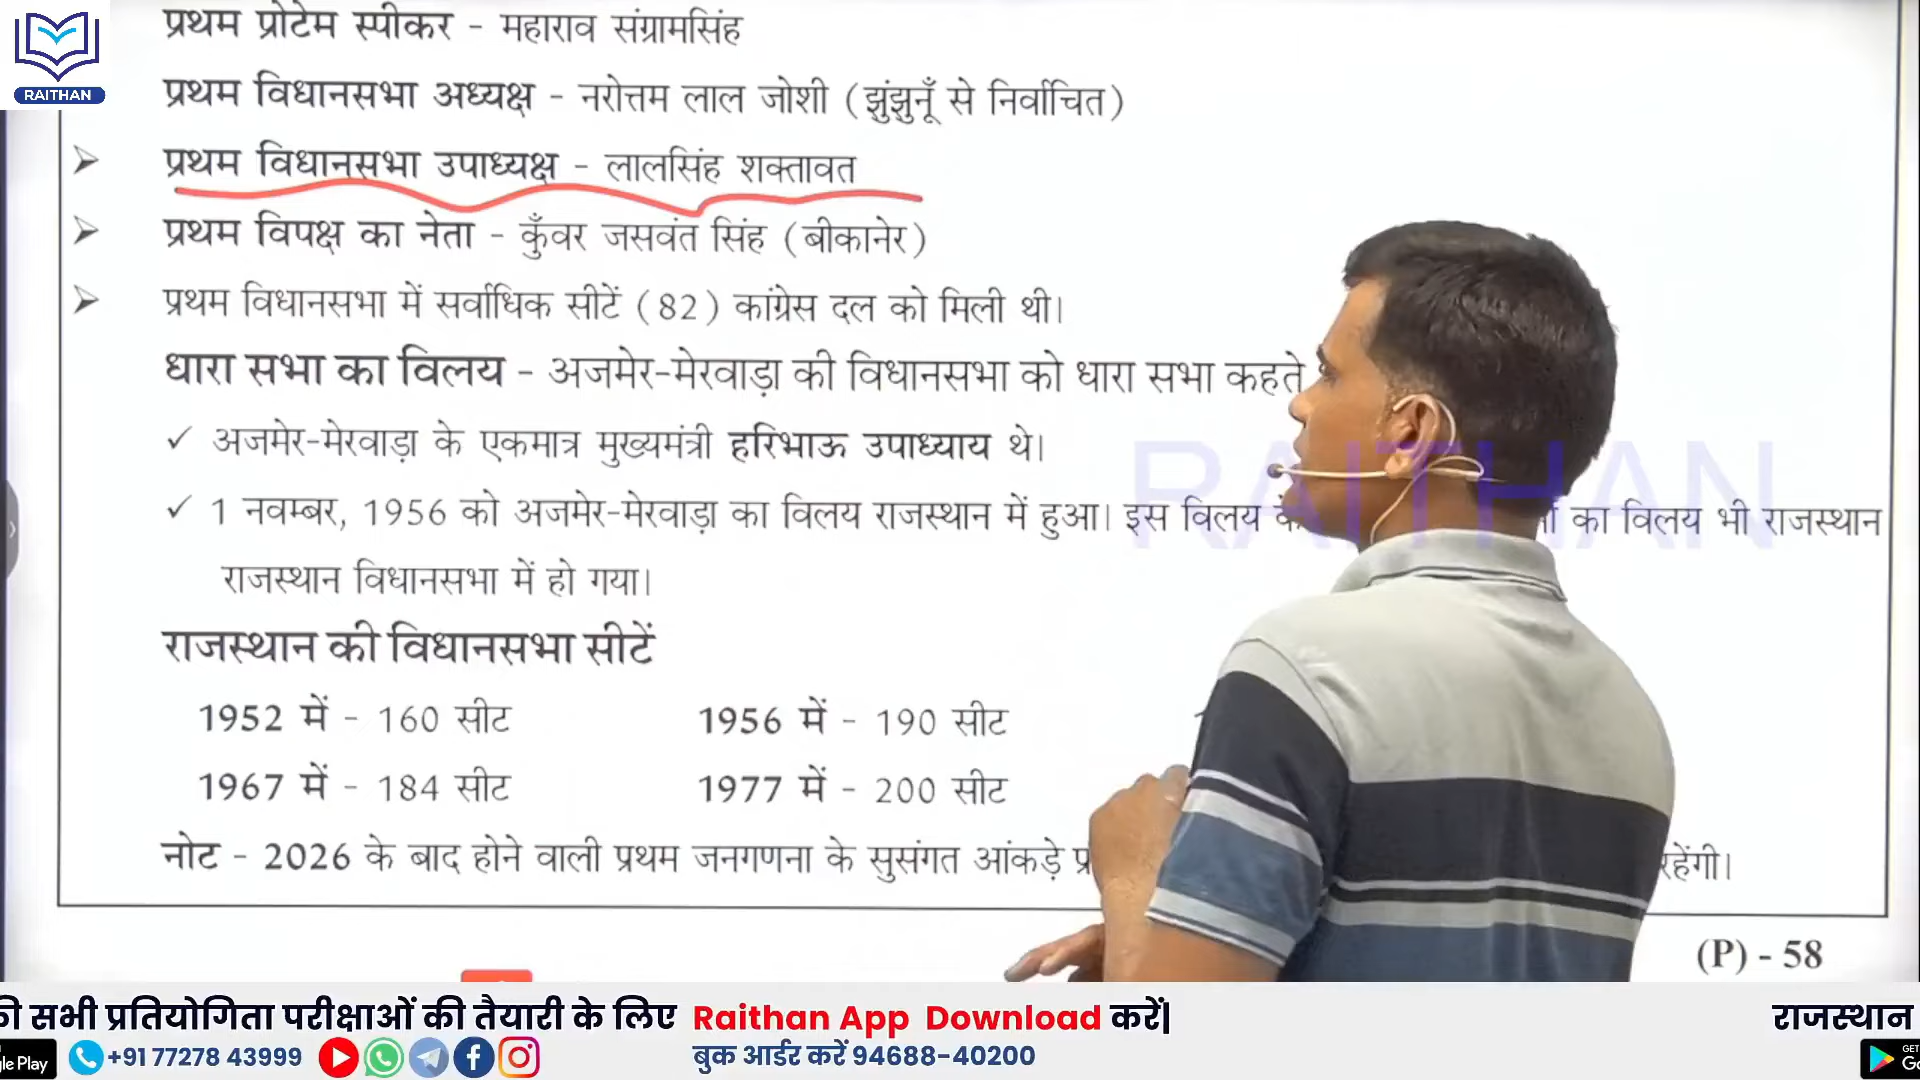 RAITHAN
प्रथम प्रोटेम स्पीकर - महाराव संग्रामसिंह
प्रथम विधानसभा अध्यक्ष - नरोत्तम लाल जोशी (झुंझुनूँ से निर्वाचित)
➢ प्रथम विधानसभा उपाध्यक्ष - लालसिंह शक्तावत
➢ प्रथम विपक्ष का नेता - कुँवर जसवंत सिंह (बीकानेर)
➢ प्रथम विधानसभा में सर्वाधिक सीटें (82) कांग्रेस दल को मिली थी।
धारा सभा का विलय - अजमेर-मेरवाड़ा की विधानसभा को धारा सभा कहते
✓ अजमेर-मेरवाड़ा के एकमात्र मुख्यमंत्री हरिभाऊ उपाध्याय थे।
RAITHAN
✓ 1 नवम्बर, 1956 को अजमेर-मेरवाड़ा का विलय राजस्थान में हुआ। इस विलय का विलय भी राजस्थान
राजस्थान विधानसभा में हो गया।
राजस्थान की विधानसभा सीटें
1952 में - 160 सीट 1956 में - 190 सीट
1967 में - 184 सीट 1977 में - 200 सीट
नोट - 2026 के बाद होने वाली प्रथम जनगणना के सुसंगत आंकड़े रहेंगी।
(P) - 58
की सभी प्रतियोगिता परीक्षाओं की तैयारी के लिए Raithan App Download करें| राजस्थान
gle Play +91 77278 43999 बुक आर्डर करें 94688-40200 GET
Go